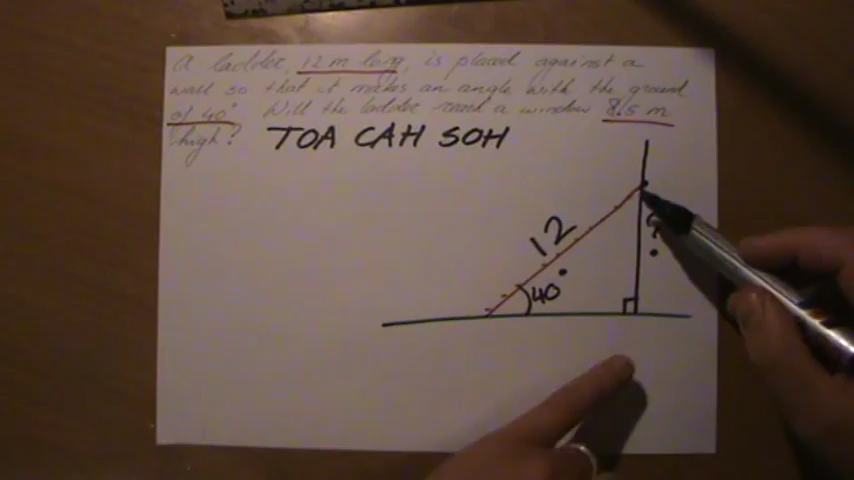 A ladder, 12 m long, is placed against a
wall so that it makes an angle with the ground
of 40° Will the ladder reach a window 8.5 m
high? TOA CAH SOH
12
?
40°